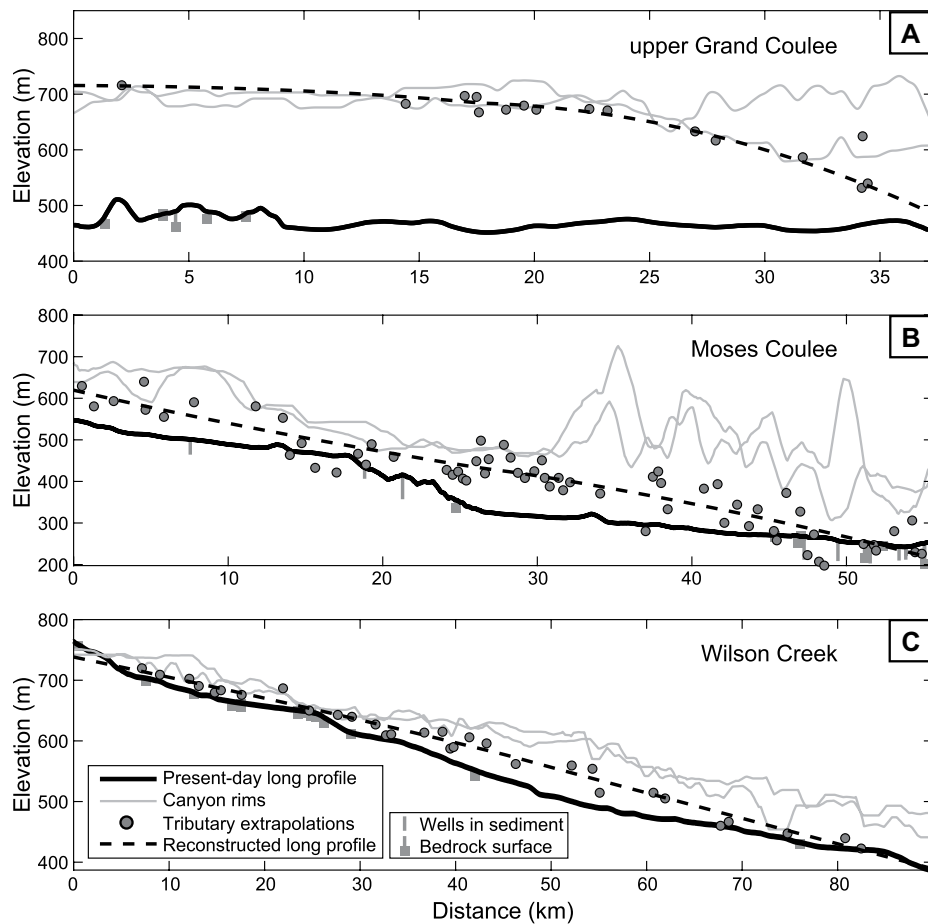 A
upper Grand Coulee
Elevation (m)
800
700
600
500
400
0 5 10 15 20 25 30 35
B
Moses Coulee
Elevation (m)
800
700
600
500
400
300
200
0 10 20 30 40 50
C
Wilson Creek
Elevation (m)
800
700
600
500
400
Present-day long profile
Canyon rims
Tributary extrapolations
Reconstructed long profile
Wells in sediment
Bedrock surface
0 10 20 30 40 50 60 70 80
Distance (km)